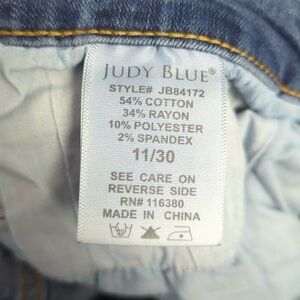 JUDY BLUE®
STYLE# JB84172
54% COTTON
34% RAYON
10% POLYESTER
2% SPANDEX
11/30
SEE CARE ON
REVERSE SIDE
RN# 116380
MADE IN CHINA